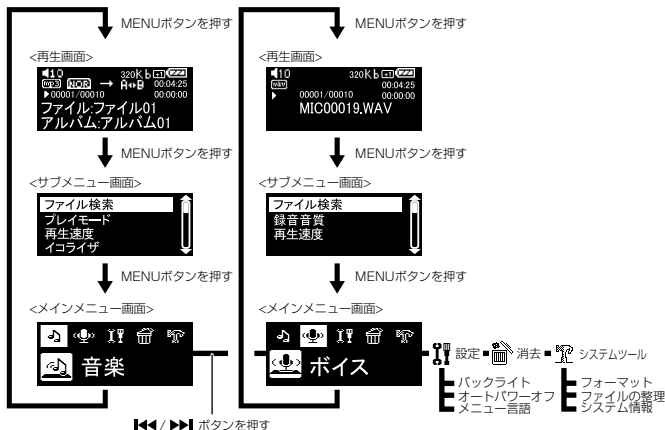 MENUボタンを押す
<再生画面>
10 320Kb ±1
mp3 NOR → A↔B 00:04:25
00001/00010 00:00:00
ファイル:ファイル01
アルバム:アルバム01
MENUボタンを押す
<サブメニュー画面>
ファイル検索
プレイモード
再生速度
イコライザ
MENUボタンを押す
<メインメニュー画面>
音楽
MENUボタンを押す
<再生画面>
10 320Kb ±1
wav 00:04:25
00001/00010 00:00:00
MIC00019.WAV
MENUボタンを押す
<サブメニュー画面>
ファイル検索
録音音質
再生速度
MENUボタンを押す
<メインメニュー画面>
ボイス
設定
消去
システムツール
バックライト
オートパワーオフ
メニュー言語
フォーマット
ファイルの整理
システム情報
/ ボタンを押す